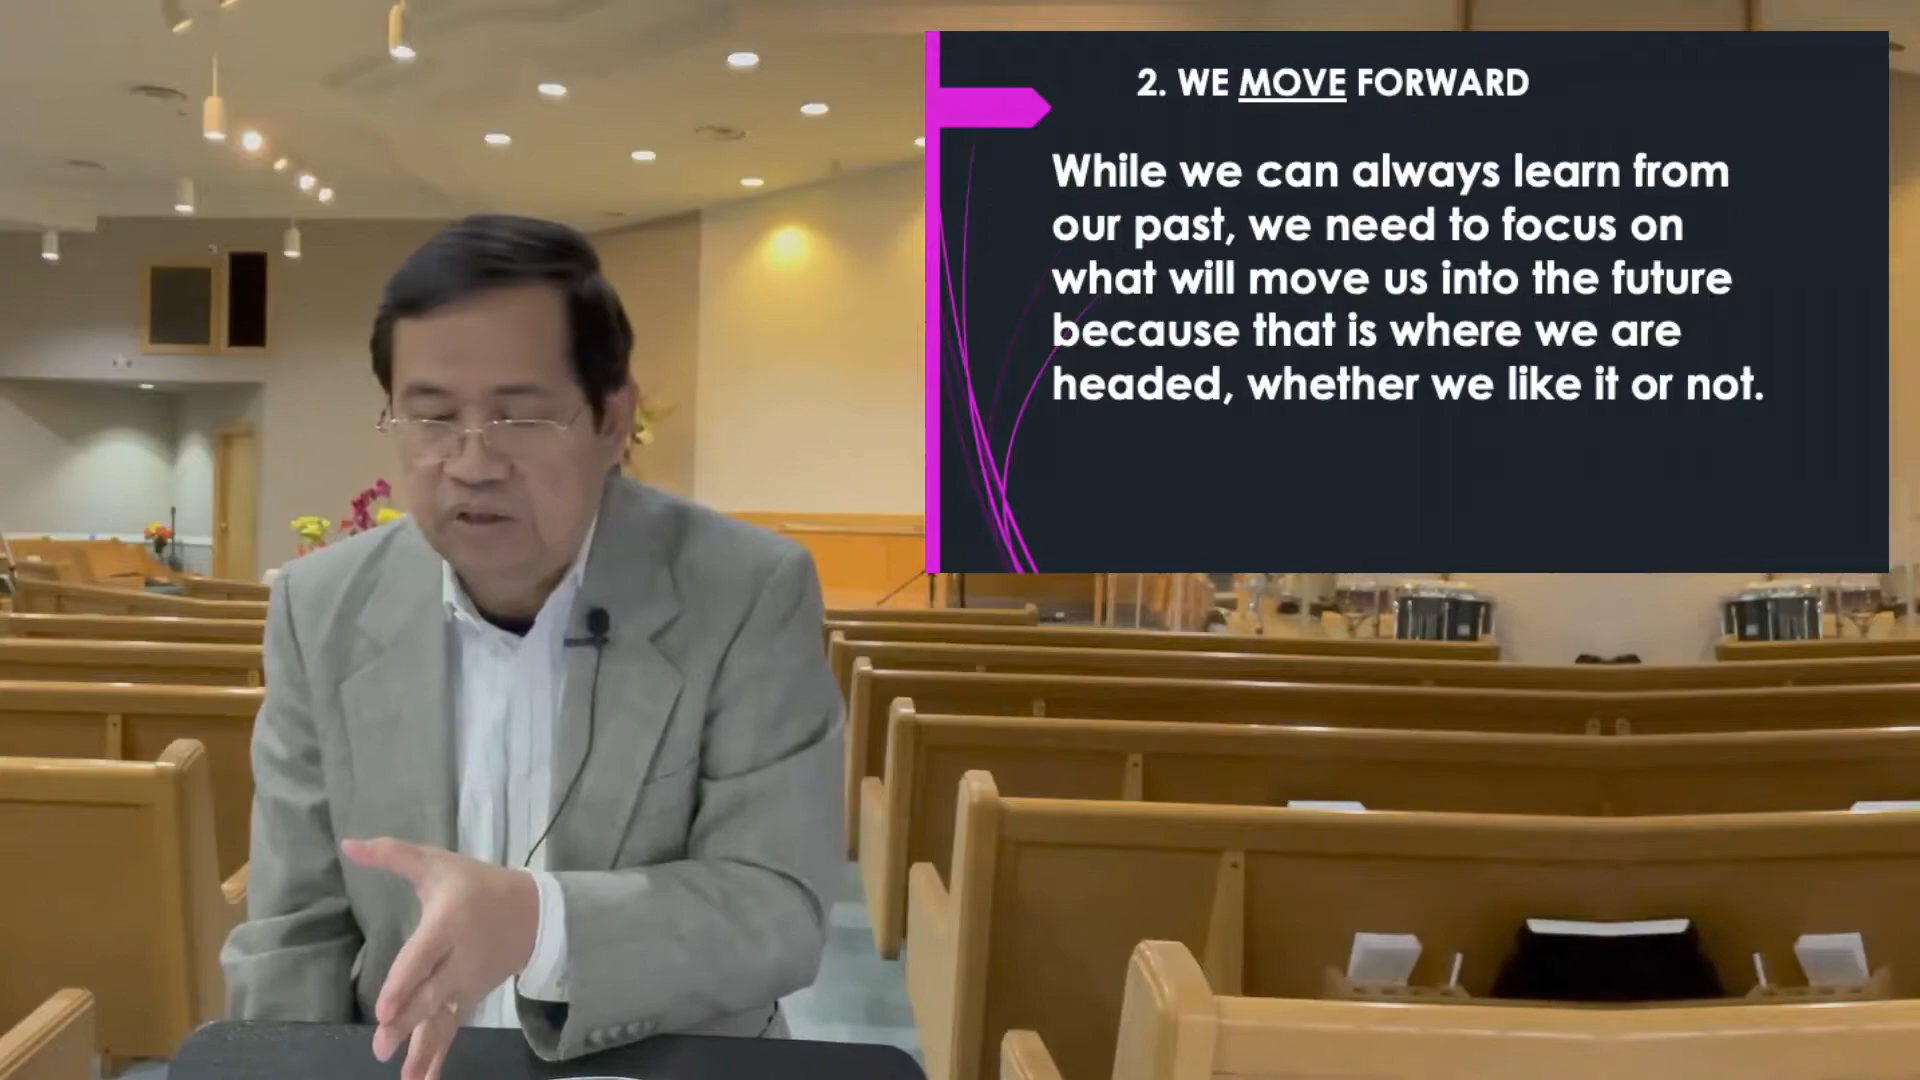 2. WE MOVE FORWARD
While we can always learn from
our past, we need to focus on
what will move us into the future
because that is where we are
headed, whether we like it or not.